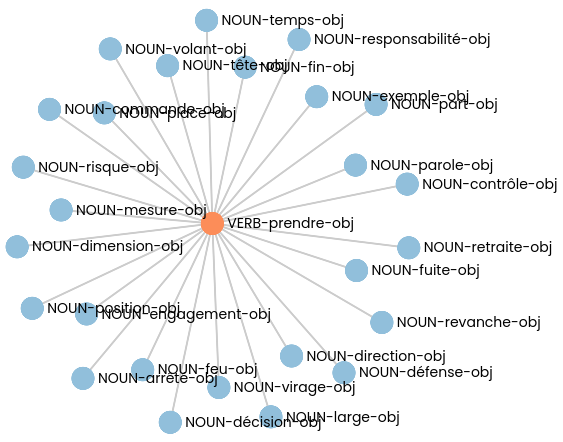 NOUN-temps-obj
NOUN-responsabilité-obj
NOUN-volant-obj
NOUN-tête-obj
NOUN-fin-obj
NOUN-exemple-obj
NOUN-part-obj
NOUN-commande-obj
NOUN-place-obj
NOUN-risque-obj
NOUN-parole-obj
NOUN-contrôle-obj
NOUN-mesure-obj
VERB-prendre-obj
NOUN-dimension-obj
NOUN-retraite-obj
NOUN-fuite-obj
NOUN-position-obj
NOUN-engagement-obj
NOUN-revanche-obj
NOUN-direction-obj
NOUN-feu-obj
NOUN-défense-obj
NOUN-arrêté-obj
NOUN-virage-obj
NOUN-large-obj
NOUN-décision-obj